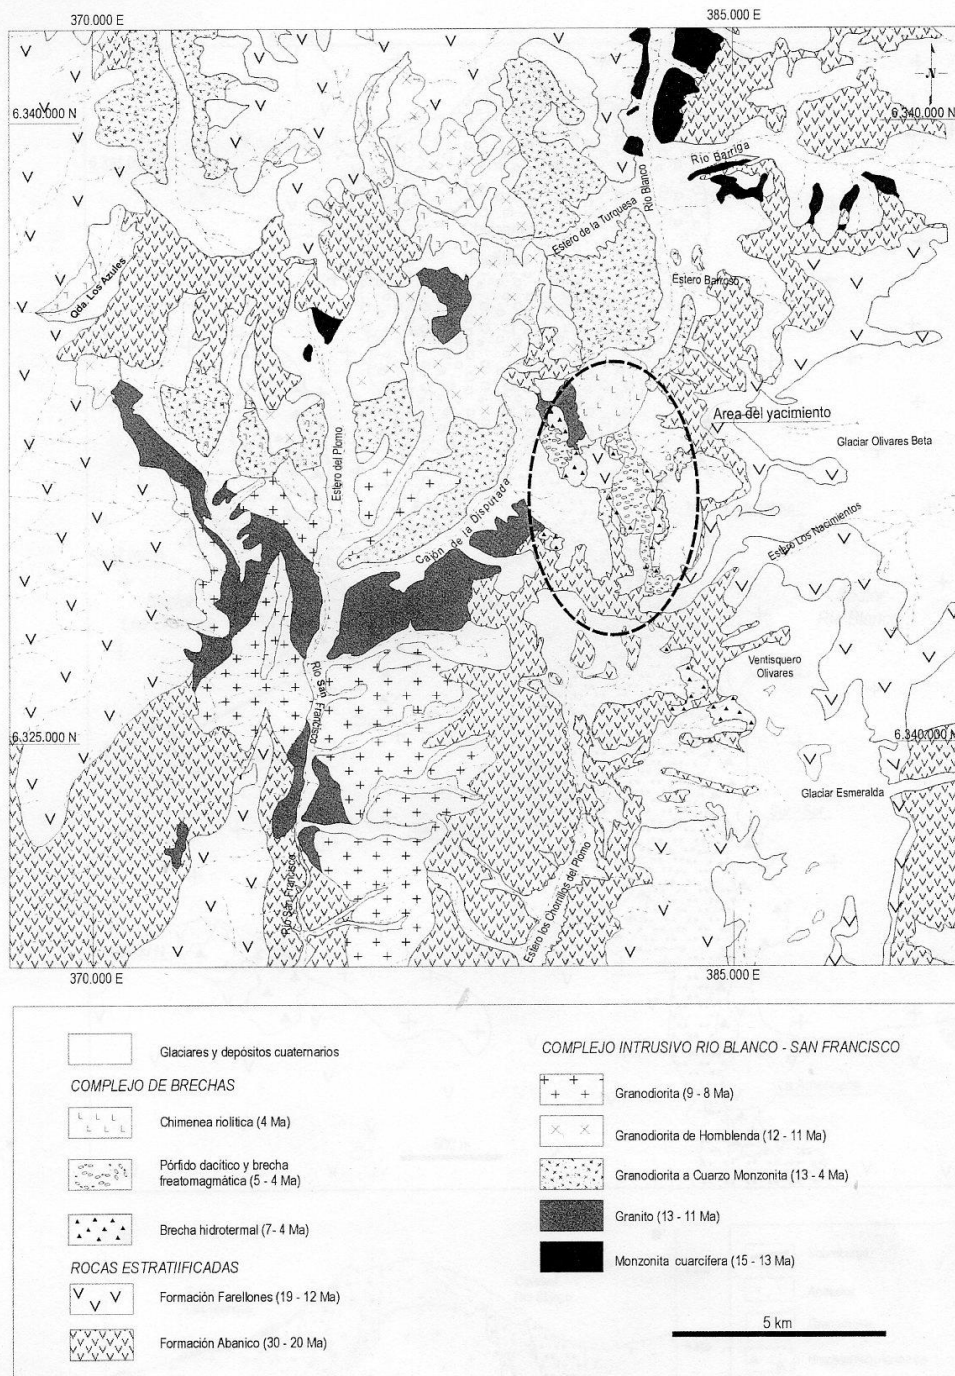 370.000 E
385.000 E
N
6.340.000 N
6.340.000 N
Río Barriga
Río Blanco
Estero de la Turquesa
Qda. Los Azules
Estero Barroso
Area del yacimiento
Glaciar Olivares Beta
Estero del Plomo
Cajón de la Disputada
Estero Los Nacimientos
Río San Francisco
Ventisquero
Olivares
6.325.000 N
6.340.000 N
Glaciar Esmeralda
Río San Francisco
Estero los Chorrillos del Plomo
370.000 E
385.000 E
Glaciares y depósitos cuaternarios
COMPLEJO DE BRECHAS
Chimenea riolítica (4 Ma)
Pórfido dacítico y brecha
freatomagmática (5 - 4 Ma)
Brecha hidrotermal (7- 4 Ma)
ROCAS ESTRATIIFICADAS
Formación Farellones (19 - 12 Ma)
Formación Abanico (30 - 20 Ma)
COMPLEJO INTRUSIVO RIO BLANCO - SAN FRANCISCO
Granodiorita (9 - 8 Ma)
Granodiorita de Homblenda (12 - 11 Ma)
Granodiorita a Cuarzo Monzonita (13 - 4 Ma)
Granito (13 - 11 Ma)
Monzonita cuarcífera (15 - 13 Ma)
5 km